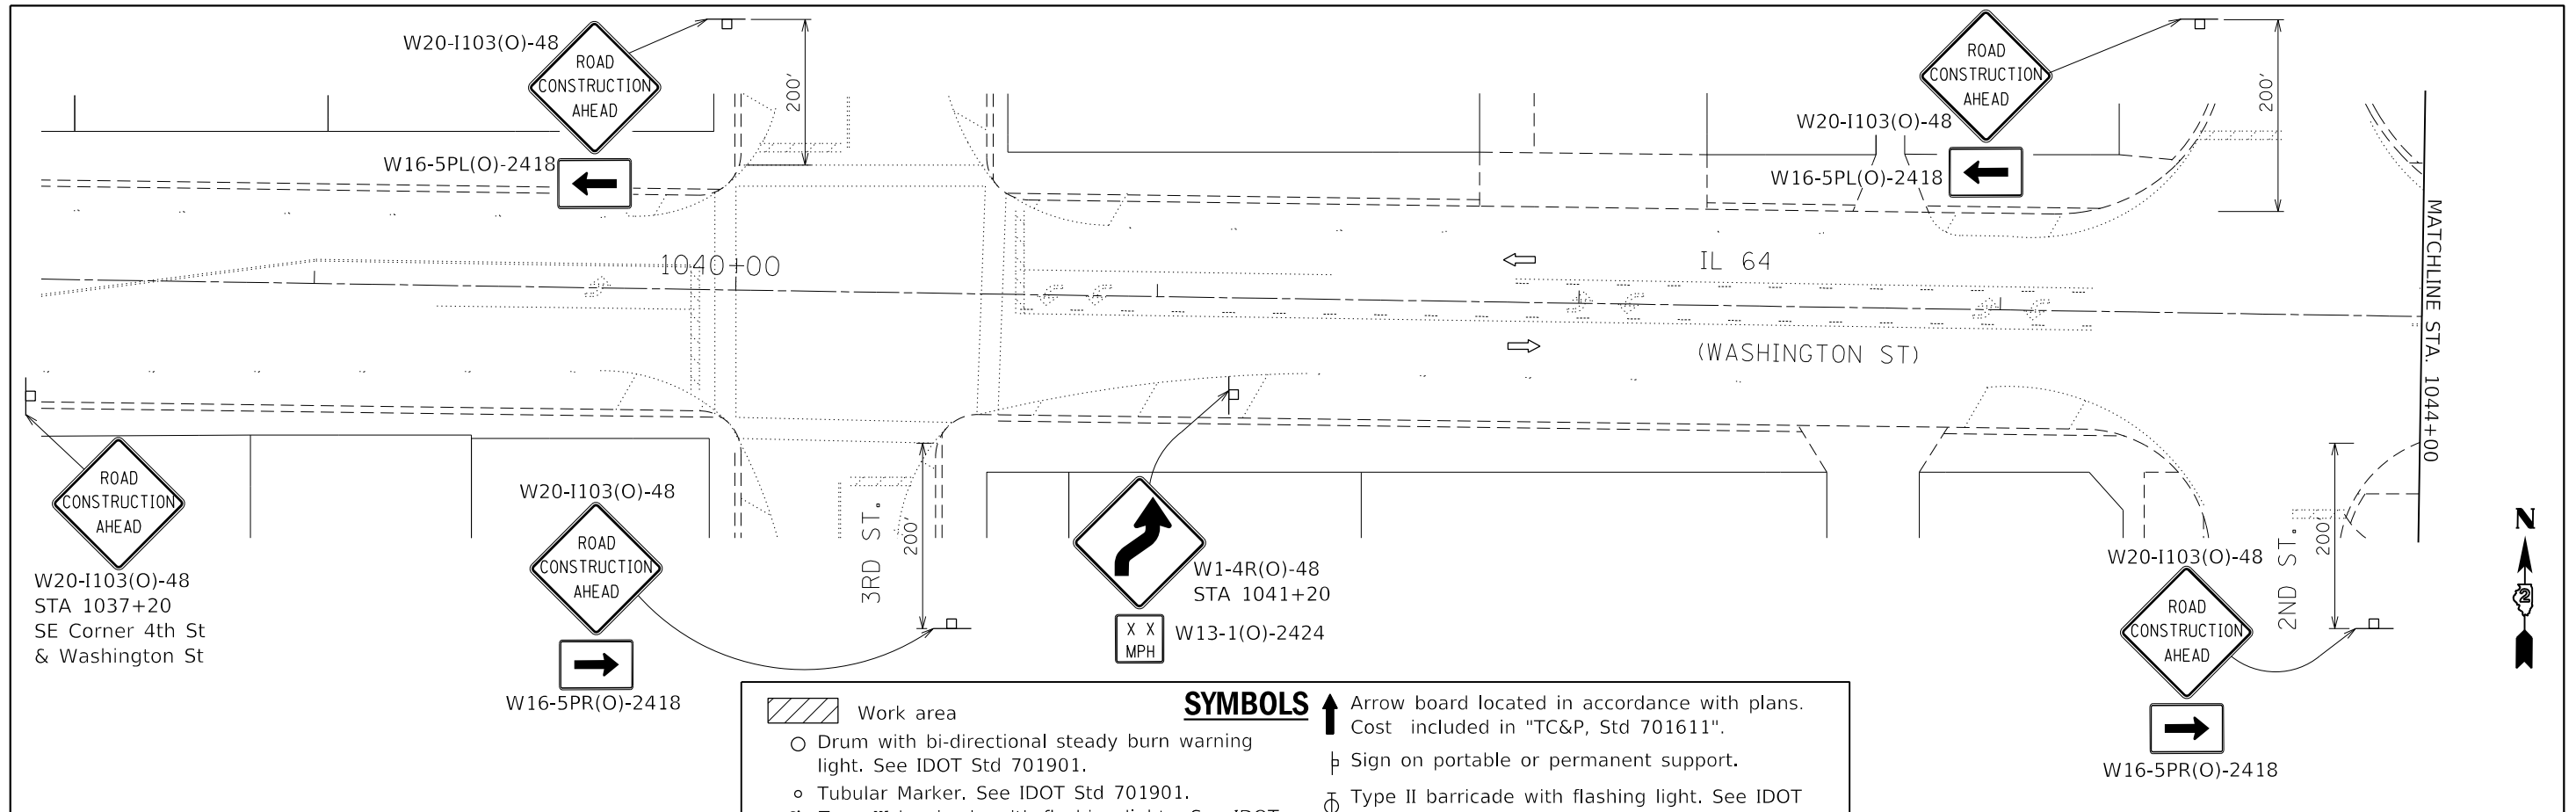 W20-I103(O)-48
ROAD
CONSTRUCTION
AHEAD
200'
W16-5PL(O)-2418
W20-I103(O)-48
ROAD
CONSTRUCTION
AHEAD
200'
W16-5PL(O)-2418
1040+00
IL 64
(WASHINGTON ST)
MATCHLINE STA. 1044+00
ROAD
CONSTRUCTION
AHEAD
W20-I103(O)-48
STA 1037+20
SE Corner 4th St
& Washington St
W20-I103(O)-48
ROAD
CONSTRUCTION
AHEAD
W16-5PR(O)-2418
3RD ST.
200'
W1-4R(O)-48
STA 1041+20
X X
MPH
W13-1(O)-2424
W20-I103(O)-48
ROAD
CONSTRUCTION
AHEAD
W16-5PR(O)-2418
2ND ST.
200'
N
2
SYMBOLS
Work area
Drum with bi-directional steady burn warning
light. See IDOT Std 701901.
Tubular Marker. See IDOT Std 701901.
Arrow board located in accordance with plans.
Cost included in "TC&P, Std 701611".
Sign on portable or permanent support.
Type II barricade with flashing light. See IDOT